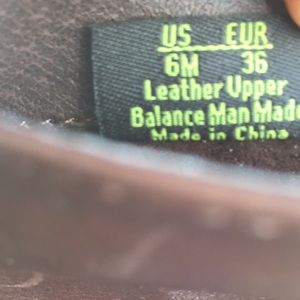 US EUR
6M 36
Leather Upper
Balance Man Made
Made in China